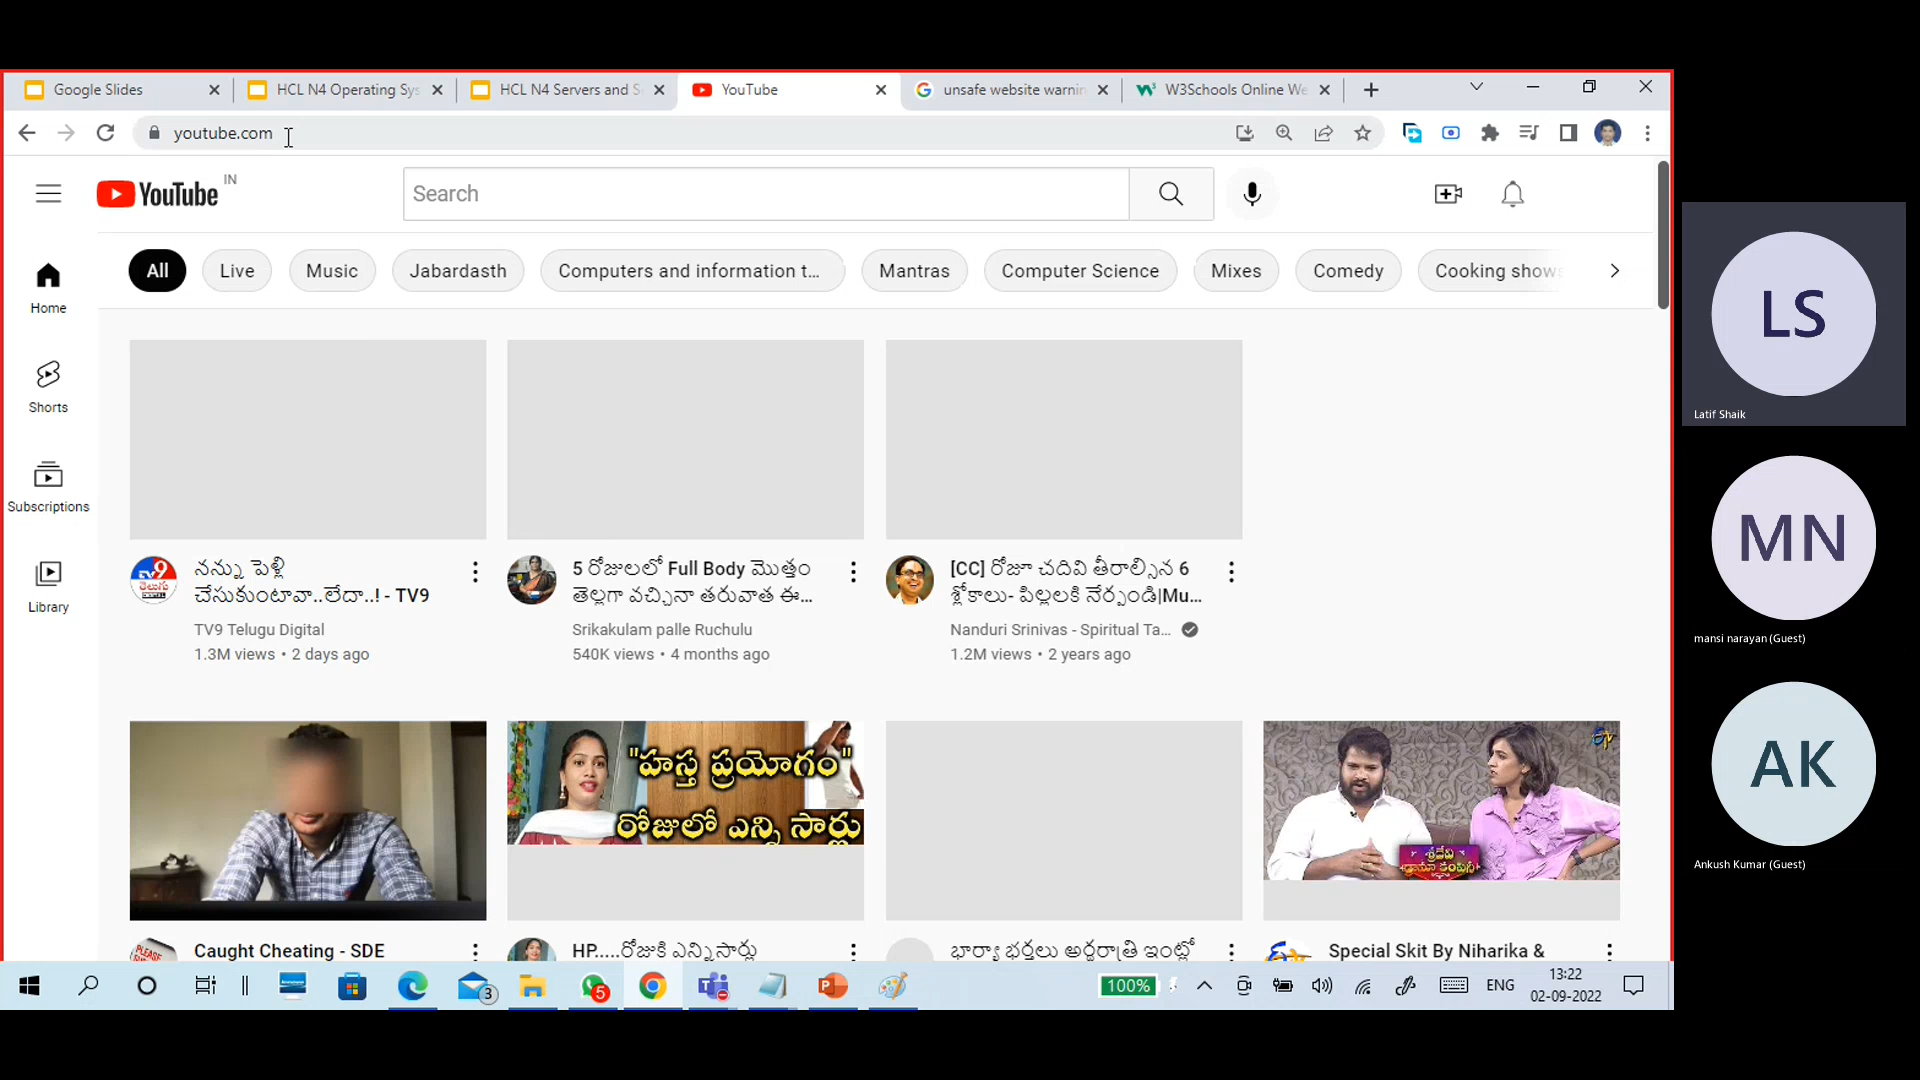 Google Slides
HCL N4 Operating Sys
HCL N4 Servers and S
YouTube
unsafe website warnin
W3Schools Online We
youtube.com
YouTube IN
Search
All
Live
Music
Jabardasth
Computers and information t...
Mantras
Computer Science
Mixes
Comedy
Cooking shows
Home
Shorts
Subscriptions
Library
నన్ను పెళ్లి
చేసుకుంటావా..లేదా..! - TV9
TV9 Telugu Digital
1.3M views • 2 days ago
5 రోజులలో Full Body మొత్తం
తెల్లగా వచ్చినా తరువాత ఈ...
Srikakulam palle Ruchulu
540K views • 4 months ago
[CC] రోజూ చదివి తీరాల్సిన 6
శ్లోకాలు- పిల్లలకి నేర్పండి|Mu...
Nanduri Srinivas - Spiritual Ta...
1.2M views • 2 years ago
"హస్త ప్రయోగం"
రోజులో ఎన్ని సార్లు
శ్రీదేవి
డ్రామా కంపెనీ
Caught Cheating - SDE
HP.....రోజుకి ఎన్నిసార్లు
భార్యా భర్తలు అర్ధరాత్రి ఇంట్లో
Special Skit By Niharika &
LS
Latif Shaik
MN
mansi narayan (Guest)
AK
Ankush Kumar (Guest)
3
5
100%
ENG
13:22
02-09-2022